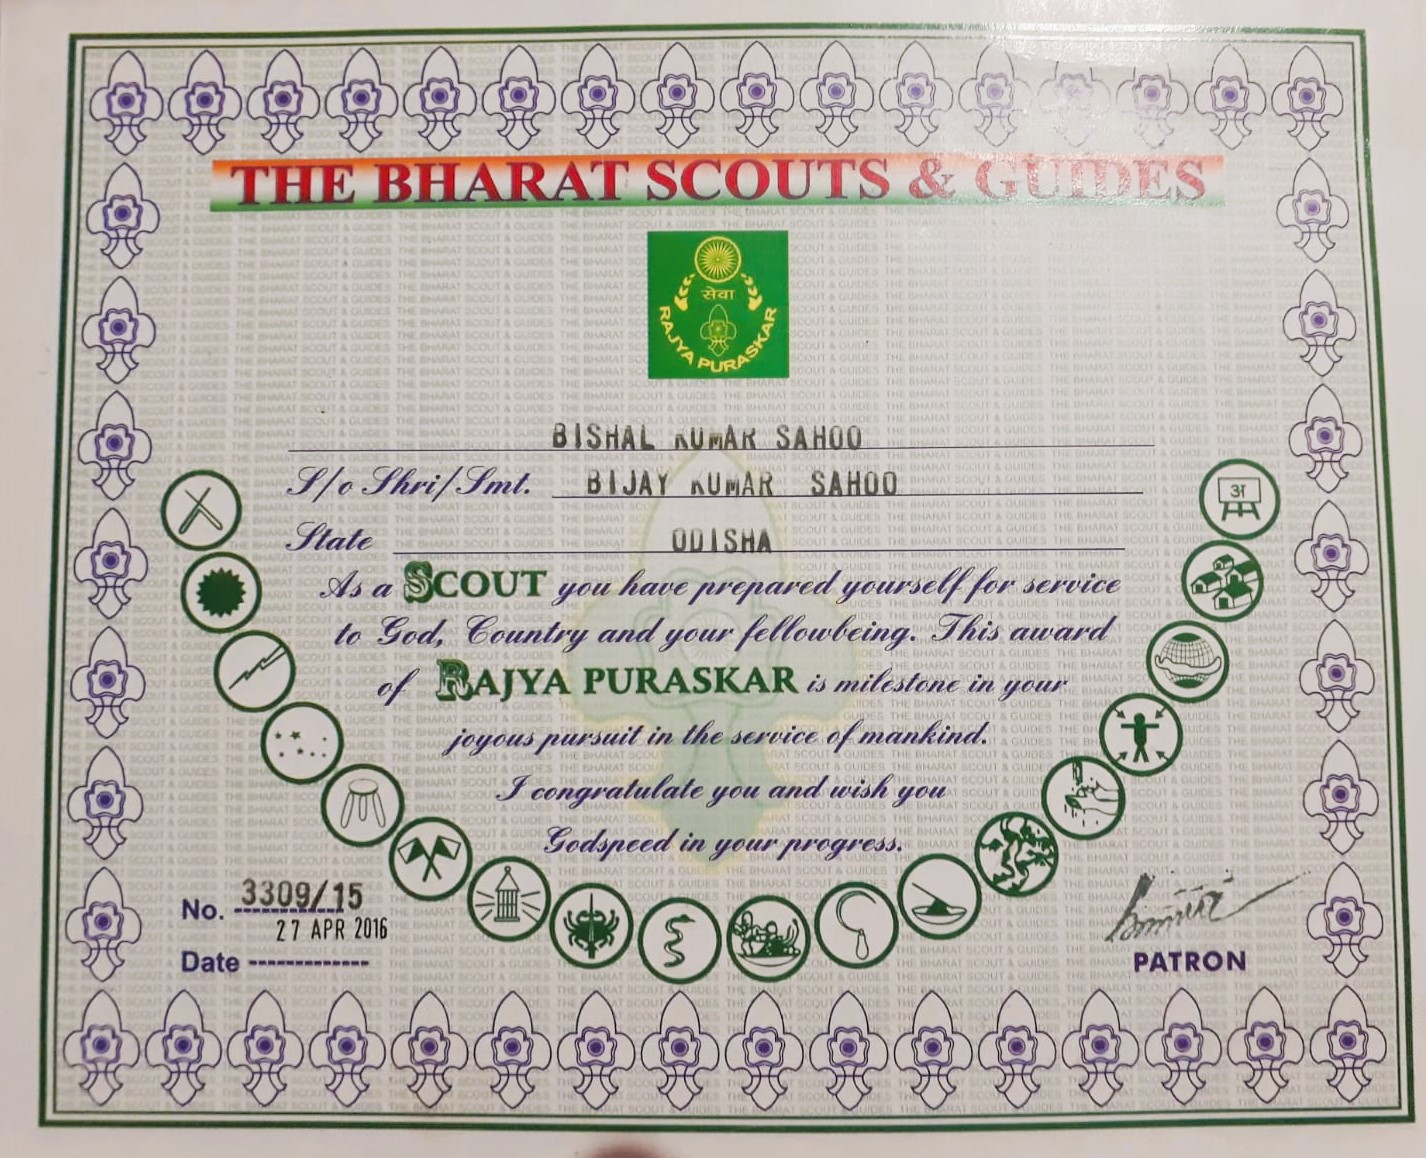 THE BHARAT SCOUTS & GUIDES
सेवा
RAJYA PURASKAR
BISHAL KUMAR SAHOO
S/o Shri/Smt. BIJAY KUMAR SAHOO
State ODISHA
As a SCOUT you have prepared yourself for service
to God, Country and your fellowbeing. This award
of RAJYA PURASKAR is milestone in your
joyous pursuit in the service of mankind.
I congratulate you and wish you
Godspeed in your progress.
अ
No. 3309/15
27 APR 2016
Date -------------
PATRON